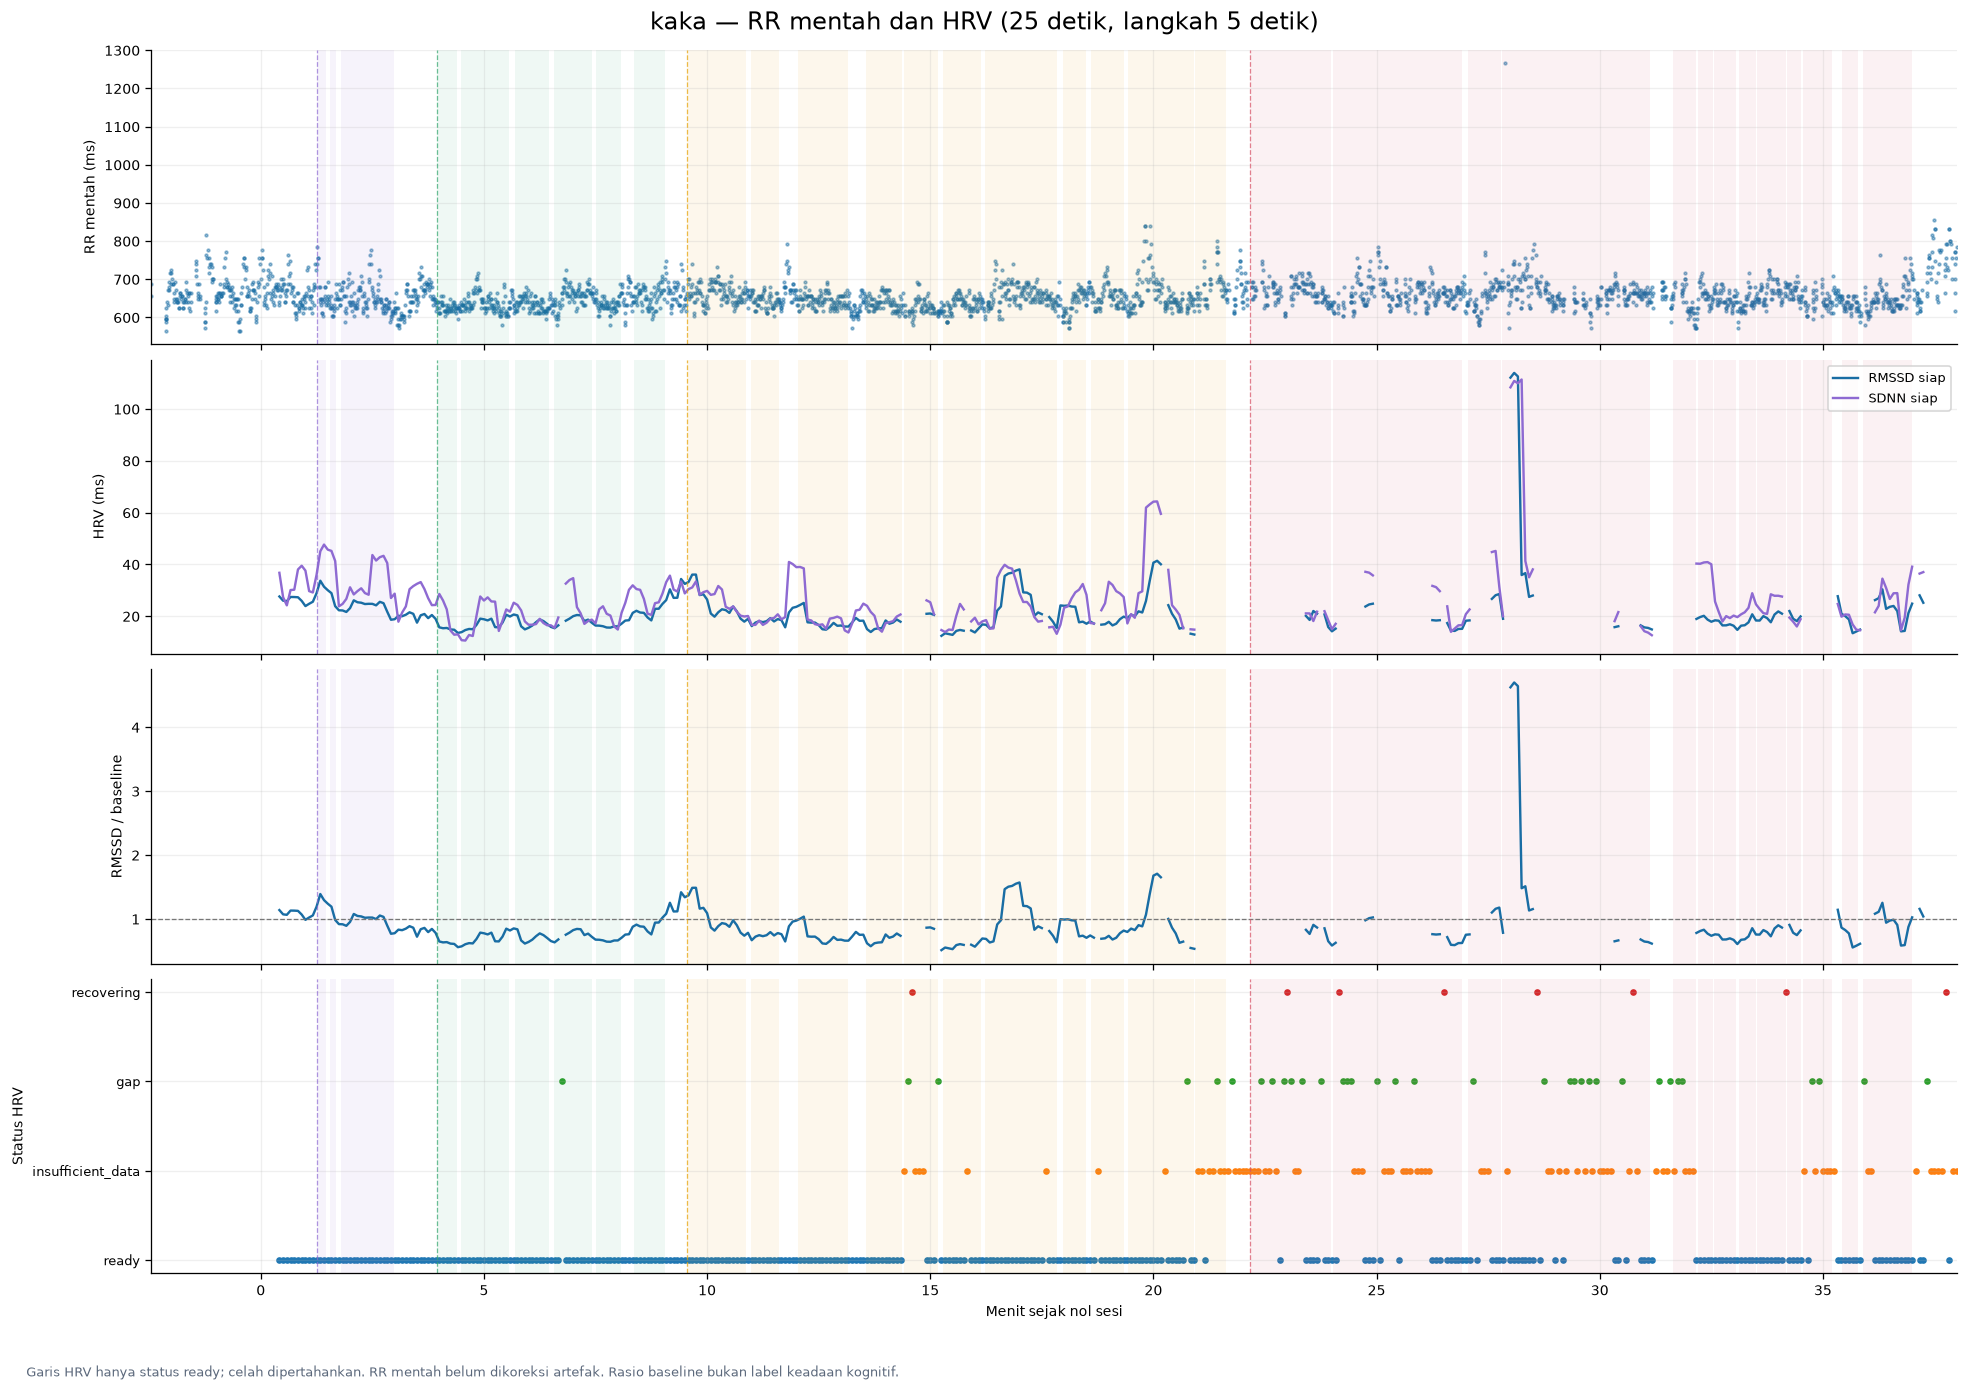 kaka — RR mentah dan HRV (25 detik, langkah 5 detik)
RR mentah (ms)
1300
1200
1100
1000
900
800
700
600
HRV (ms)
100
80
60
40
20
RMSSD siap
SDNN siap
RMSSD / baseline
4
3
2
1
Status HRV
recovering
gap
insufficient_data
ready
0 5 10 15 20 25 30 35
Menit sejak nol sesi
Garis HRV hanya status ready; celah dipertahankan. RR mentah belum dikoreksi artefak. Rasio baseline bukan label keadaan kognitif.